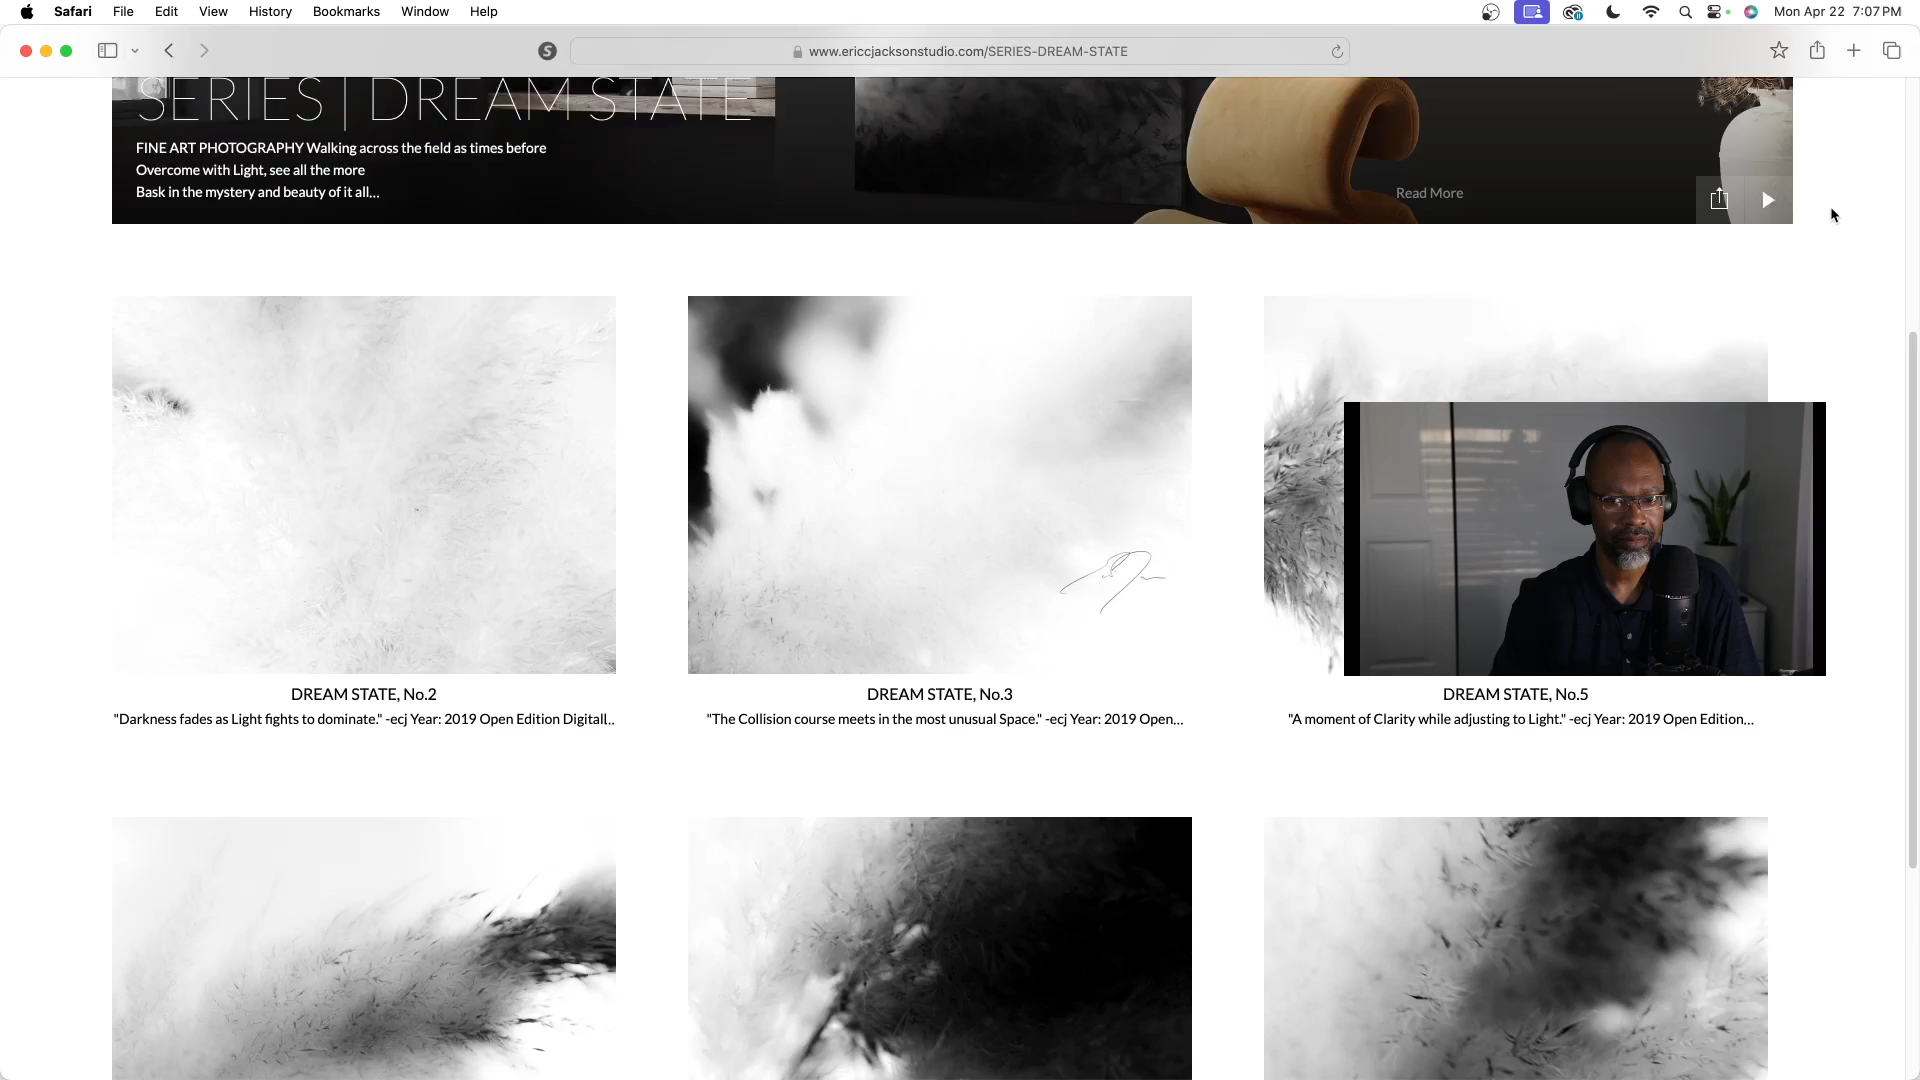 Safari File Edit View History Bookmarks Window Help Mon Apr 22 7:07 PM
www.ericcjacksonstudio.com/SERIES-DREAM-STATE
SERIES | DREAM STATE
FINE ART PHOTOGRAPHY Walking across the field as times before
Overcome with Light, see all the more
Bask in the mystery and beauty of it all...
Read More
DREAM STATE, No.2
"Darkness fades as Light fights to dominate." -ecj Year: 2019 Open Edition Digitall..
DREAM STATE, No.3
"The Collision course meets in the most unusual Space." -ecj Year: 2019 Open...
DREAM STATE, No.5
"A moment of Clarity while adjusting to Light." -ecj Year: 2019 Open Edition...